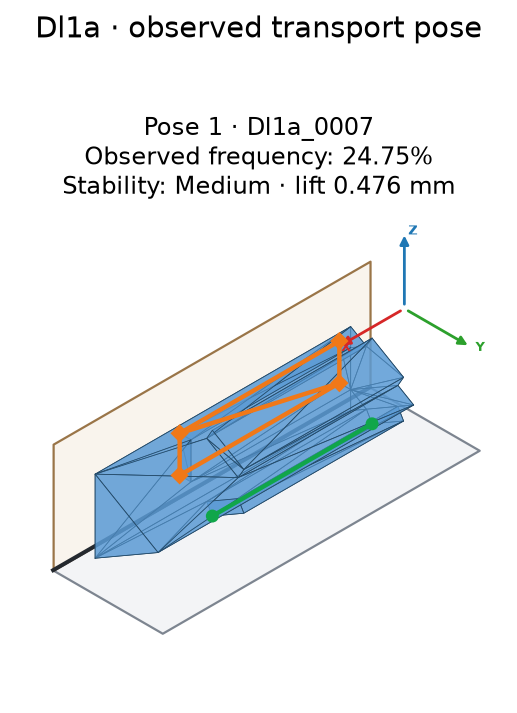 Dl1a · observed transport pose
Pose 1 · Dl1a_0007
Observed frequency: 24.75%
Stability: Medium · lift 0.476 mm
Z
Y